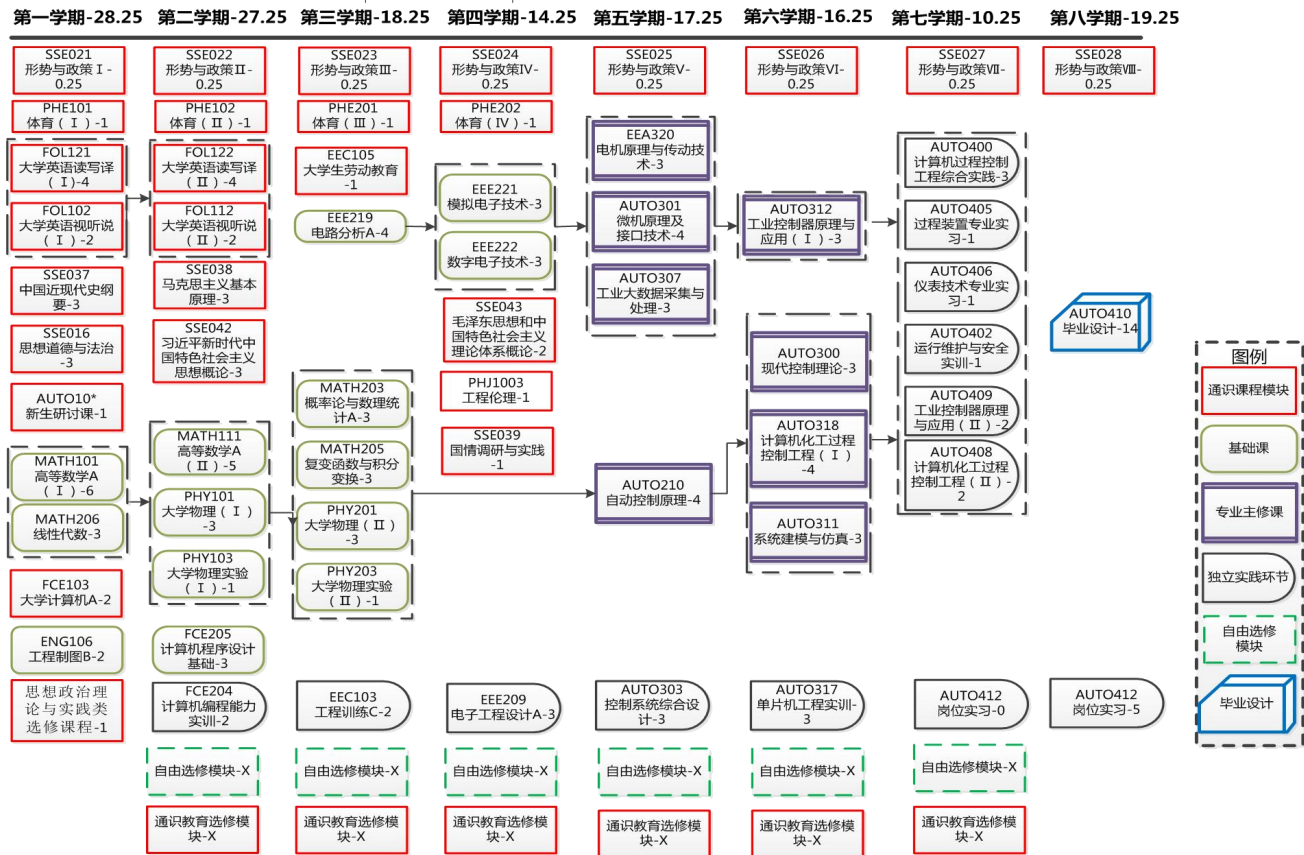 第一学期-28.25
第二学期-27.25
第三学期-18.25
第四学期-14.25
第五学期-17.25
第六学期-16.25
第七学期-10.25
第八学期-19.25
SSE021
形势与政策Ⅰ-
0.25
PHE101
体育（Ⅰ）-1
FOL121
大学英语读写译
（Ⅰ)-4
FOL102
大学英语视听说
（Ⅰ）-2
SSE037
中国近现代史纲
要-3
SSE016
思想道德与法治
-3
AUTO10*
新生研讨课-1
MATH101
高等数学A
（Ⅰ）-6
MATH206
线性代数-3
FCE103
大学计算机A-2
ENG106
工程制图B-2
思想政治理
论与实践类
选修课程-1
SSE022
形势与政策Ⅱ-
0.25
PHE102
体育（Ⅱ）-1
FOL122
大学英语读写译
（Ⅱ）-4
FOL112
大学英语视听说
（Ⅱ）-2
SSE038
马克思主义基本
原理-3
SSE042
习近平新时代中
国特色社会主义
思想概论-3
MATH111
高等数学A
（Ⅱ）-5
PHY101
大学物理（Ⅰ）
-3
PHY103
大学物理实验
（Ⅰ）-1
FCE205
计算机程序设计
基础-3
FCE204
计算机编程能力
实训-2
自由选修模块-X
通识教育选修模
块-X
SSE023
形势与政策Ⅲ-
0.25
PHE201
体育（Ⅲ）-1
EEC105
大学生劳动教育
-1
EEE219
电路分析A-4
MATH203
概率论与数理统
计A-3
MATH205
复变函数与积分
变换-3
PHY201
大学物理（Ⅱ）
-3
PHY203
大学物理实验
（Ⅱ）-1
EEC103
工程训练C-2
自由选修模块-X
通识教育选修模
块-X
SSE024
形势与政策Ⅳ-
0.25
PHE202
体育（Ⅳ）-1
EEE221
模拟电子技术-3
EEE222
数字电子技术-3
SSE043
毛泽东思想和中
国特色社会主义
理论体系概论-2
PHJ1003
工程伦理-1
SSE039
国情调研与实践
-1
EEE209
电子工程设计A-3
自由选修模块-X
通识教育选修模
块-X
SSE025
形势与政策Ⅴ-
0.25
EEA320
电机原理与传动技
术-3
AUTO301
微机原理及
接口技术-4
AUTO307
工业大数据采集与
处理-3
AUTO210
自动控制原理-4
AUTO303
控制系统综合设
计-3
自由选修模块-X
通识教育选修模
块-X
SSE026
形势与政策Ⅵ-
0.25
AUTO312
工业控制器原理与
应用（Ⅰ）-3
AUTO300
现代控制理论-3
AUTO318
计算机化工过程
控制工程（Ⅰ）
-4
AUTO311
系统建模与仿真-3
AUTO317
单片机工程实训-
3
自由选修模块-X
通识教育选修模
块-X
SSE027
形势与政策Ⅶ-
0.25
AUTO400
计算机过程控制
工程综合实践-3
AUTO405
过程装置专业实
习-1
AUTO406
仪表技术专业实
习-1
AUTO402
运行维护与安全
实训-1
AUTO409
工业控制器原理
与应用（Ⅱ）-2
AUTO408
计算机化工过程
控制工程（Ⅱ）-
2
AUTO412
岗位实习-0
自由选修模块-X
通识教育选修模
块-X
SSE028
形势与政策Ⅷ-
0.25
AUTO410
毕业设计-14
AUTO412
岗位实习-5
图例
通识课程模块
基础课
专业主修课
独立实践环节
自由选修
模块
毕业设计